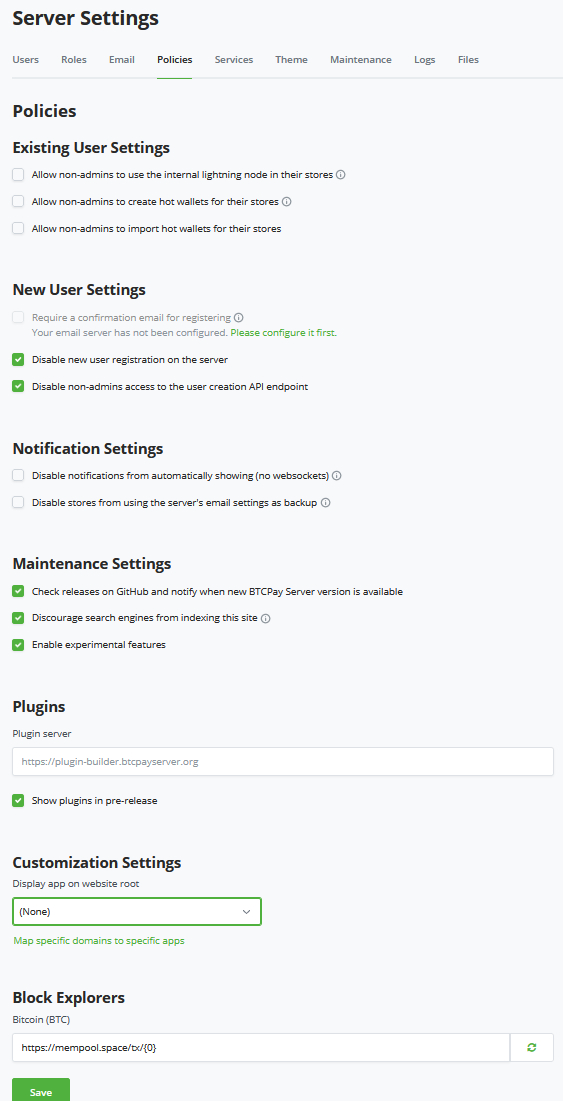 Server Settings
Users Roles Email Policies Services Theme Maintenance Logs Files
Policies
Existing User Settings
Allow non-admins to use the internal lightning node in their stores
Allow non-admins to create hot wallets for their stores
Allow non-admins to import hot wallets for their stores
New User Settings
Require a confirmation email for registering
Your email server has not been configured. Please configure it first.
Disable new user registration on the server
Disable non-admins access to the user creation API endpoint
Notification Settings
Disable notifications from automatically showing (no websockets)
Disable stores from using the server's email settings as backup
Maintenance Settings
Check releases on GitHub and notify when new BTCPay Server version is available
Discourage search engines from indexing this site
Enable experimental features
Plugins
Plugin server
https://plugin-builder.btcpayserver.org
Show plugins in pre-release
Customization Settings
Display app on website root
(None)
Map specific domains to specific apps
Block Explorers
Bitcoin (BTC)
https://mempool.space/tx/{0}
Save